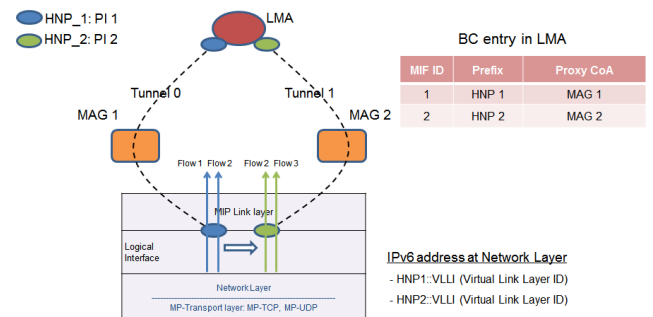 HNP_1: PI 1
HNP_2: PI 2
LMA
Tunnel 0
Tunnel 1
MAG 1
MAG 2
Flow 1 Flow 2
Flow 2 Flow 3
MIP Link layer
Logical
Interface
Network Layer
MP-Transport layer: MP-TCP, MP-UDP
BC entry in LMA
MIF ID Prefix Proxy CoA
1 HNP 1 MAG 1
2 HNP 2 MAG 2
IPv6 address at Network Layer
- HNP1::VLLI (Virtual Link Layer ID)
- HNP2::VLLI (Virtual Link Layer ID)